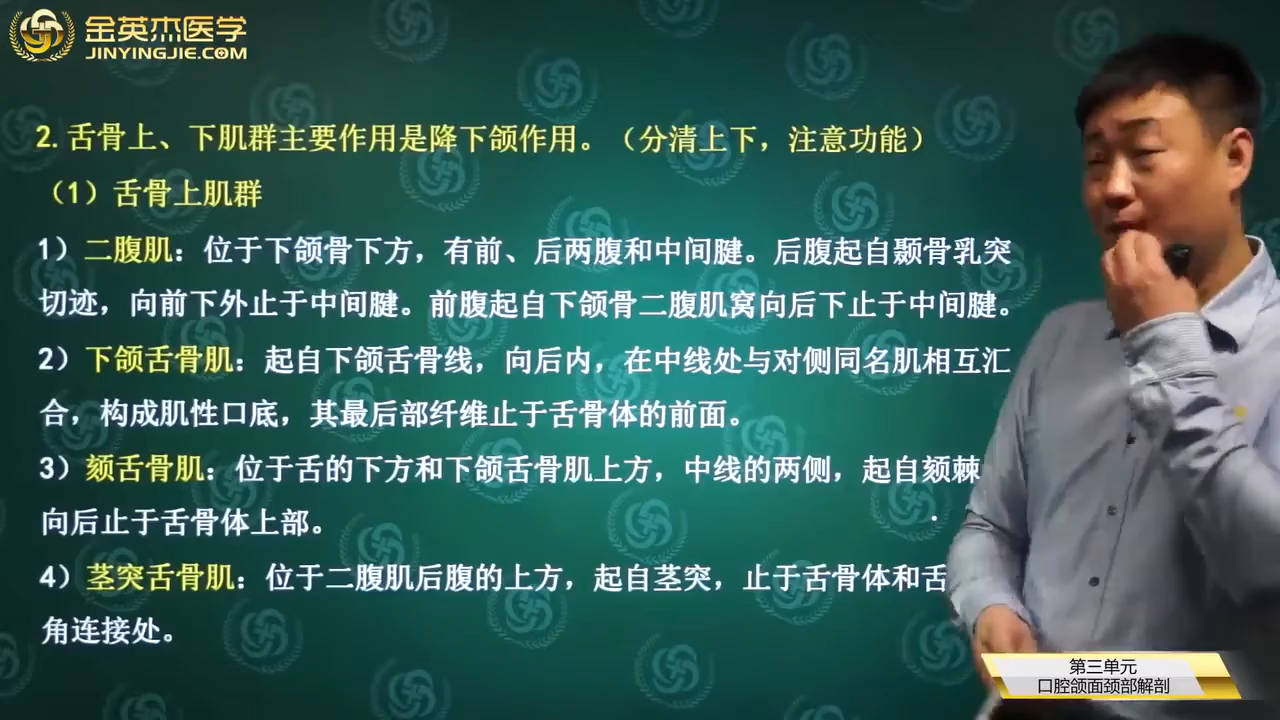 金英杰医学
JINYINGJIE.COM
2.舌骨上、下肌群主要作用是降下颌作用。（分清上下，注意功能）
（1）舌骨上肌群
1）二腹肌：位于下颌骨下方，有前、后两腹和中间腱。后腹起自颞骨乳突
切迹，向前下外止于中间腱。前腹起自下颌骨二腹肌窝向后下止于中间腱。
2）下颌舌骨肌：起自下颌舌骨线，向后内，在中线处与对侧同名肌相互汇
合，构成肌性口底，其最后部纤维止于舌骨体的前面。
3）颏舌骨肌：位于舌的下方和下颌舌骨肌上方，中线的两侧，起自颏棘
向后止于舌骨体上部。
4）茎突舌骨肌：位于二腹肌后腹的上方，起自茎突，止于舌骨体和舌
角连接处。
第三单元
口腔颌面颈部解剖